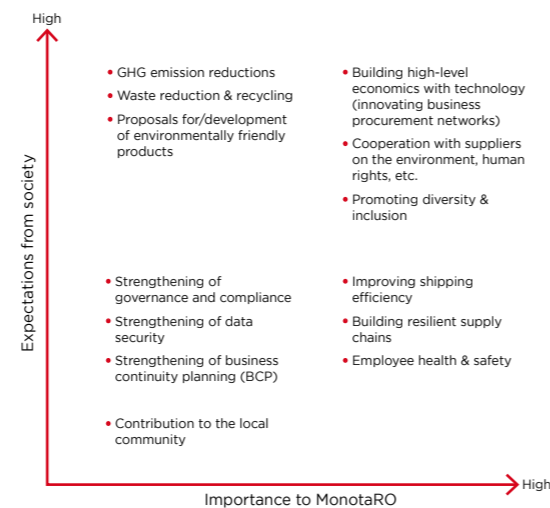 High
• GHG emission reductions
• Waste reduction & recycling
• Proposals for/development
of environmentally friendly
products
• Building high-level
economics with technology
(innovating business
procurement networks)
• Cooperation with suppliers
on the environment, human
rights, etc.
• Promoting diversity &
inclusion
Expectations from society
• Strengthening of
governance and compliance
• Strengthening of data
security
• Strengthening of business
continuity planning (BCP)
• Contribution to the local
community
• Improving shipping
efficiency
• Building resilient supply
chains
• Employee health & safety
High
Importance to MonotaRO